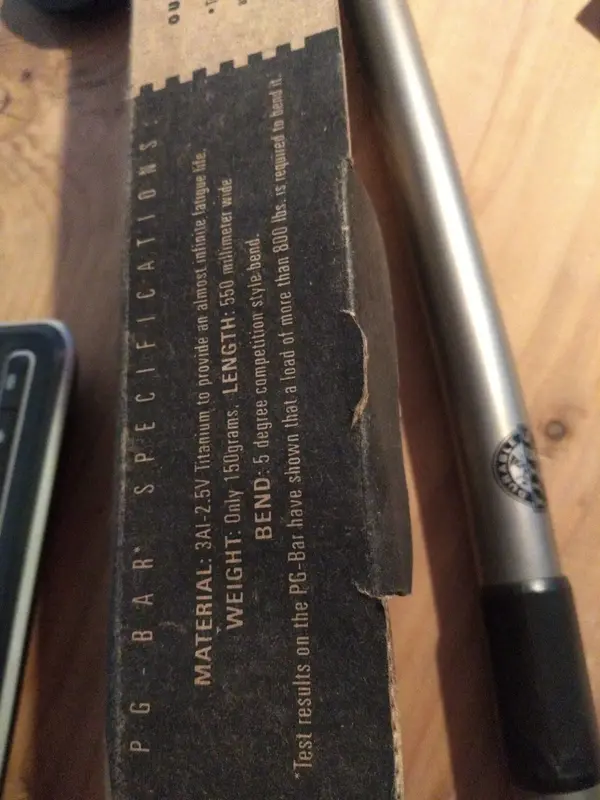 OU
PG-BAR* SPECIFICATIONS:
MATERIAL: 3Al-2.5V Titanium to provide an almost infinite fatigue life.
WEIGHT: Only 150grams. LENGTH: 550 millimeter wide
BEND: 5 degree competition style bend.
*Test results on the PG-Bar have shown that a load of more than 800 lbs. is required to bend it.